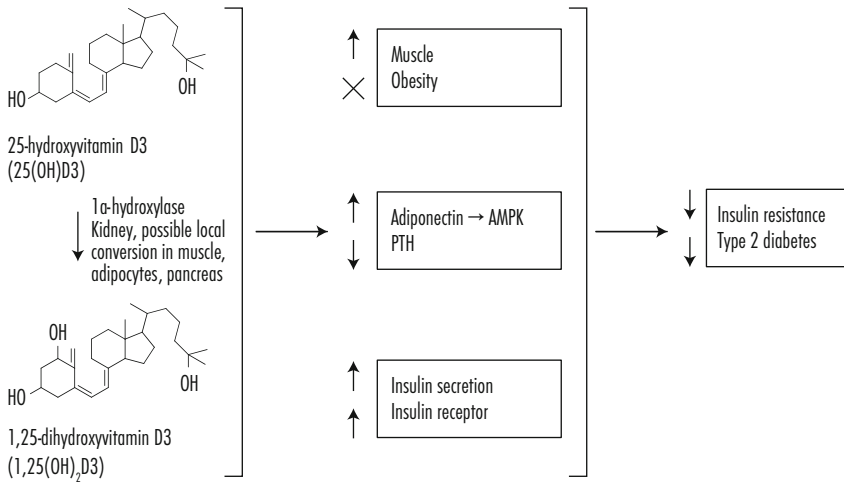 HO
OH
25-hydroxyvitamin D3
(25(OH)D3)
1a-hydroxylase
Kidney, possible local
conversion in muscle,
adipocytes, pancreas
OH
HO
OH
1,25-dihydroxyvitamin D3
(1,25(OH)₂D3)
Muscle
Obesity
Adiponectin → AMPK
PTH
Insulin secretion
Insulin receptor
Insulin resistance
Type 2 diabetes